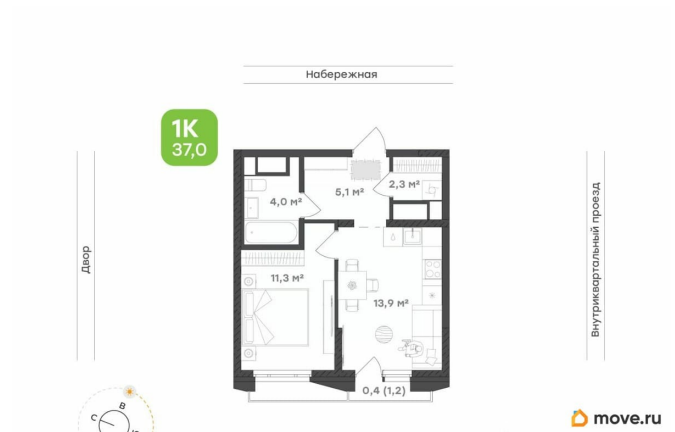 Набережная
1К
37,0
5,1 м²
2,3 м²
4,0 м²
Двор
Внутриквартальный проезд
11,3 м²
13,9 м²
0,4 (1,2)
В
С
move.ru